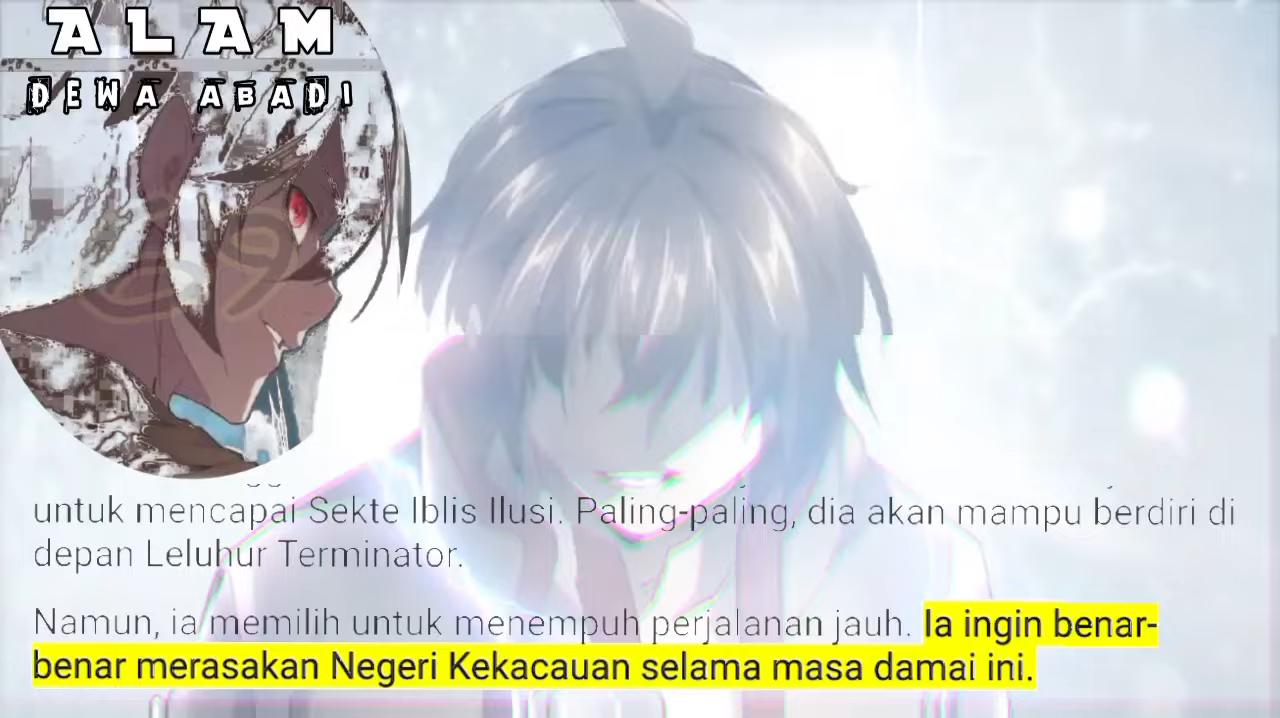 ALAM
DEWA ABADI
untuk mencapai Sekte Iblis Ilusi. Paling-paling, dia akan mampu berdiri di
depan Leluhur Terminator.
Namun, ia memilih untuk menempuh perjalanan jauh. Ia ingin benar-
benar merasakan Negeri Kekacauan selama masa damai ini.